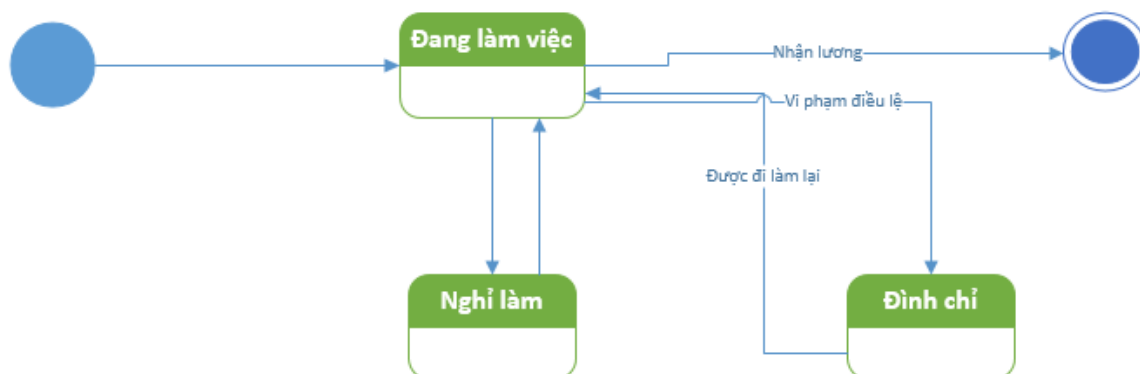 Đang làm việc
Nhận lương
Vi phạm điều lệ
Được đi làm lại
Nghỉ làm
Đình chỉ